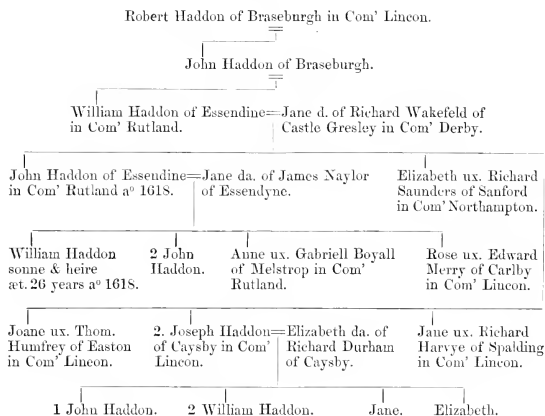 Robert Haddon of Braseburgh in Com' Lincon.
John Haddon of Braseburgh.
William Haddon of Essendine=Jane d. of Richard Wakefeld of
in Com' Rutland. Castle Gresley in Com' Derby.
John Haddon of Essendine=Jane da. of James Naylor Elizabeth ux. Richard
in Com' Rutland aº 1618. of Essendyne. Saunders of Sanford
in Com' Northampton.
William Haddon 2 John Anne ux. Gabriell Boyall Rose ux. Edward
sonne & heire Haddon. of Melstrop in Com' Merry of Carlby
æt. 26 years aº 1618. Rutland. in Com' Lincon.
Joane ux. Thom. 2. Joseph Haddon=Elizabeth da. of Jane ux. Richard
Humfrey of Easton of Caysby in Com' Richard Durham Harvye of Spalding
in Com' Lincon. Lincon. of Caysby. in Com' Lincon.
1 John Haddon. 2 William Haddon. Jane. Elizabeth.